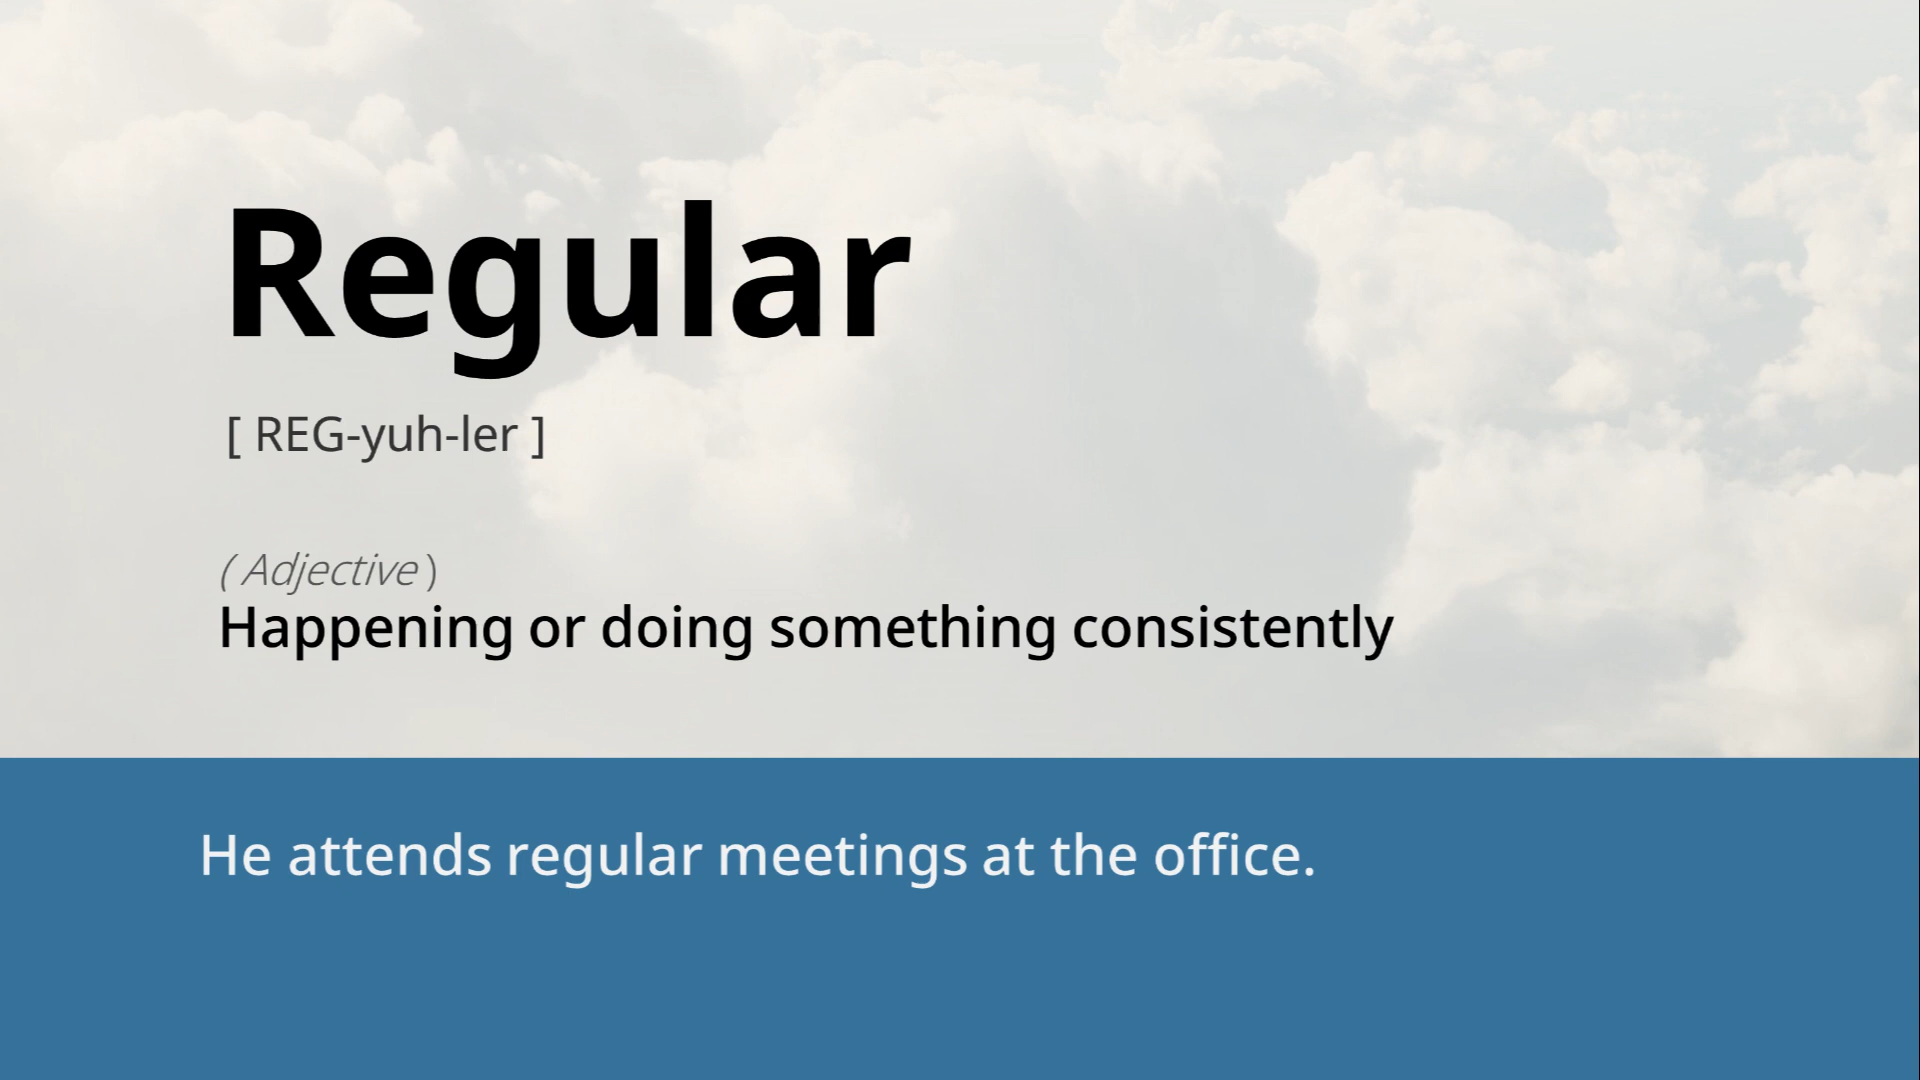 Regular
[ REG-yuh-ler ]
( Adjective )
Happening or doing something consistently
He attends regular meetings at the office.